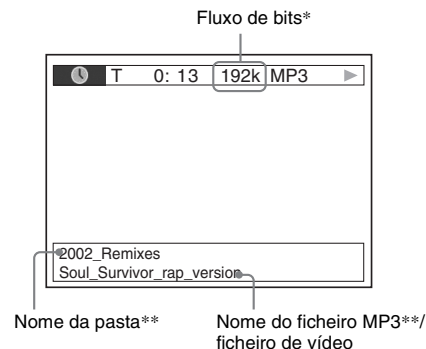 Fluxo de bits*
T 0: 13 192k MP3
2002_Remixes
Soul_Survivor_rap_version
Nome da pasta**
Nome do ficheiro MP3**/
ficheiro de vídeo